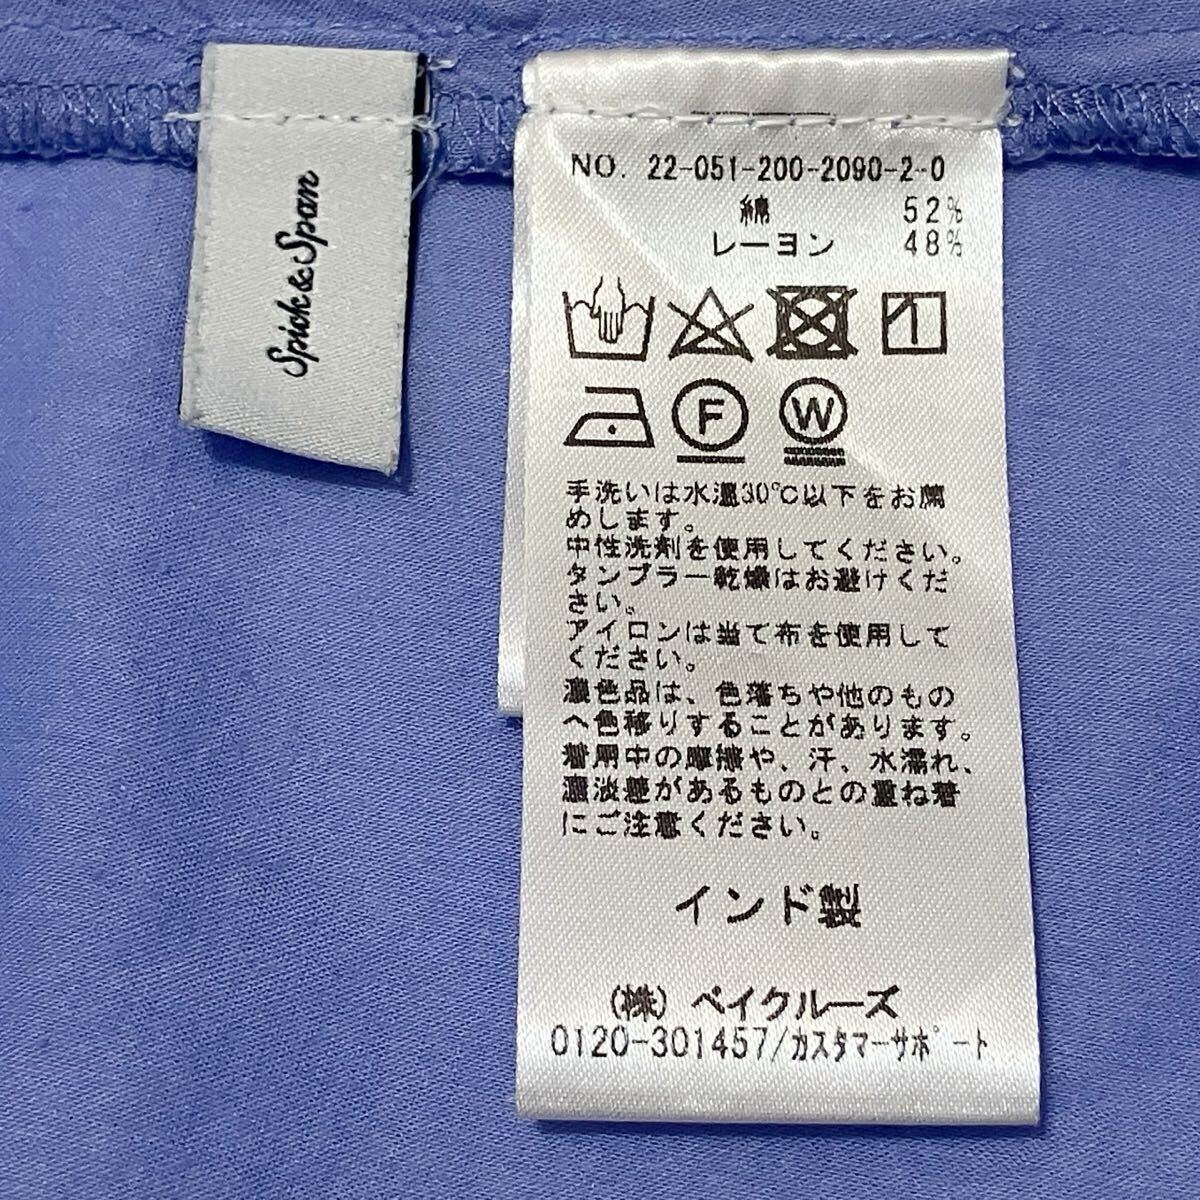 Spick&Span
NO. 22-051-200-2090-2-0
綿 52%
レーヨン 48%
F W
手洗いは水温30℃以下をお薦
めします。
中性洗剤を使用してください。
タンブラー乾燥はお避けくだ
さい。
アイロンは当て布を使用して
ください。
濃色品は、色落ちや他のもの
へ色移りすることがあります。
着用中の摩擦や、汗、水濡れ、
濃淡差があるものとの重ね着
にご注意ください。
インド製
(株) ベイクルーズ
0120-301457/カスタマーサポート